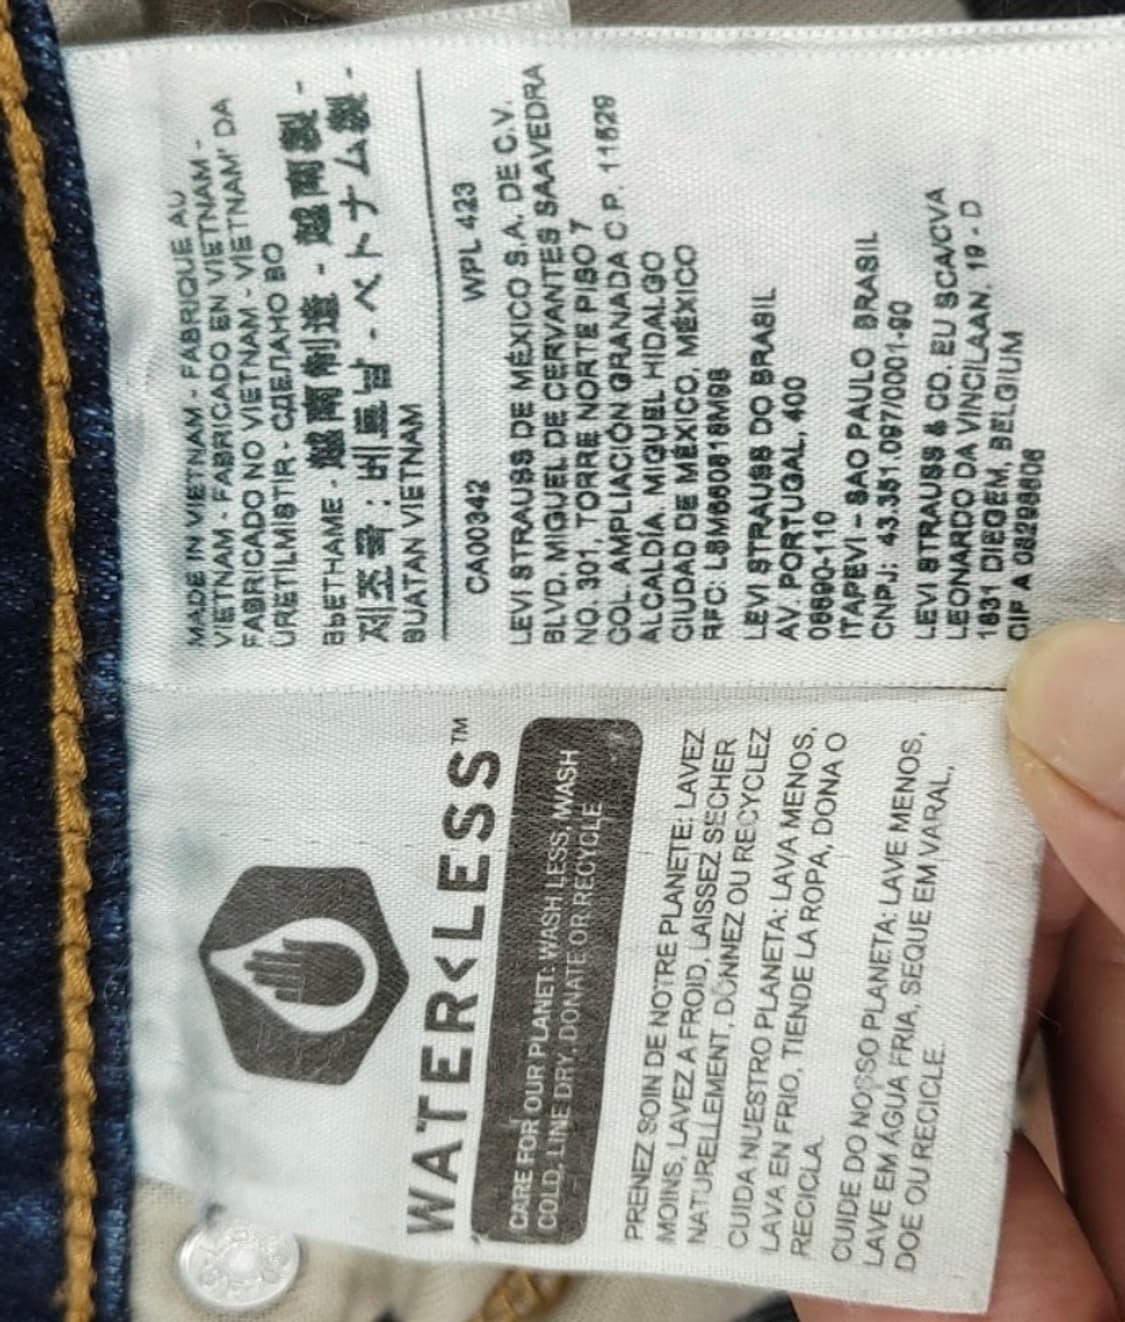 MADE IN VIETNAM - FABRIQUE AU
VIETNAM - FABRICADO EN VIETNAM -
FABRICADO NO VIETNAM - VIETNAM' DA
ÜRETİLMİŞTİR - СДЕЛАНО ВО
ВЬЕТНАМЕ - 越南制造 - 越南製 -
제조국 : 베트남 - ベトナム製 -
BUATAN VIETNAM
CA00342 WPL 423
LEVI STRAUSS DE MÉXICO S.A. DE C.V.
BLVD. MIGUEL DE CERVANTES SAAVEDRA
NO. 301, TORRE NORTE PISO 7
COL. AMPLIACIÓN GRANADA C.P. 11529
ALCALDÍA. MIGUEL HIDALGO
CIUDAD DE MÉXICO, MÉXICO
RFC: LSM660818M98
LEVI STRAUSS DO BRASIL
AV. PORTUGAL, 400
06690-110
ITAPEVI – SAO PAULO BRASIL
CNPJ: 43.351.097/0001-90
LEVI STRAUSS & CO. EU SCA/CVA
LEONARDO DA VINCILAAN. 19 - D
1831 DIEGEM, BELGIUM
CIF A 08298606
WATER<LESS™
CARE FOR OUR PLANET: WASH LESS, WASH
COLD, LINE DRY, DONATE OR RECYCLE
PRENEZ SOIN DE NOTRE PLANETE: LAVEZ
MOINS, LAVEZ A FROID, LAISSEZ SECHER
NATURELLEMENT, DONNEZ OU RECYCLEZ
CUIDA NUESTRO PLANETA: LAVA MENOS,
LAVA EN FRIO, TIENDE LA ROPA, DONA O
RECICLA.
CUIDE DO NOSSO PLANETA: LAVE MENOS,
LAVE EM ÁGUA FRIA, SEQUE EM VARAL,
DOE OU RECICLE.